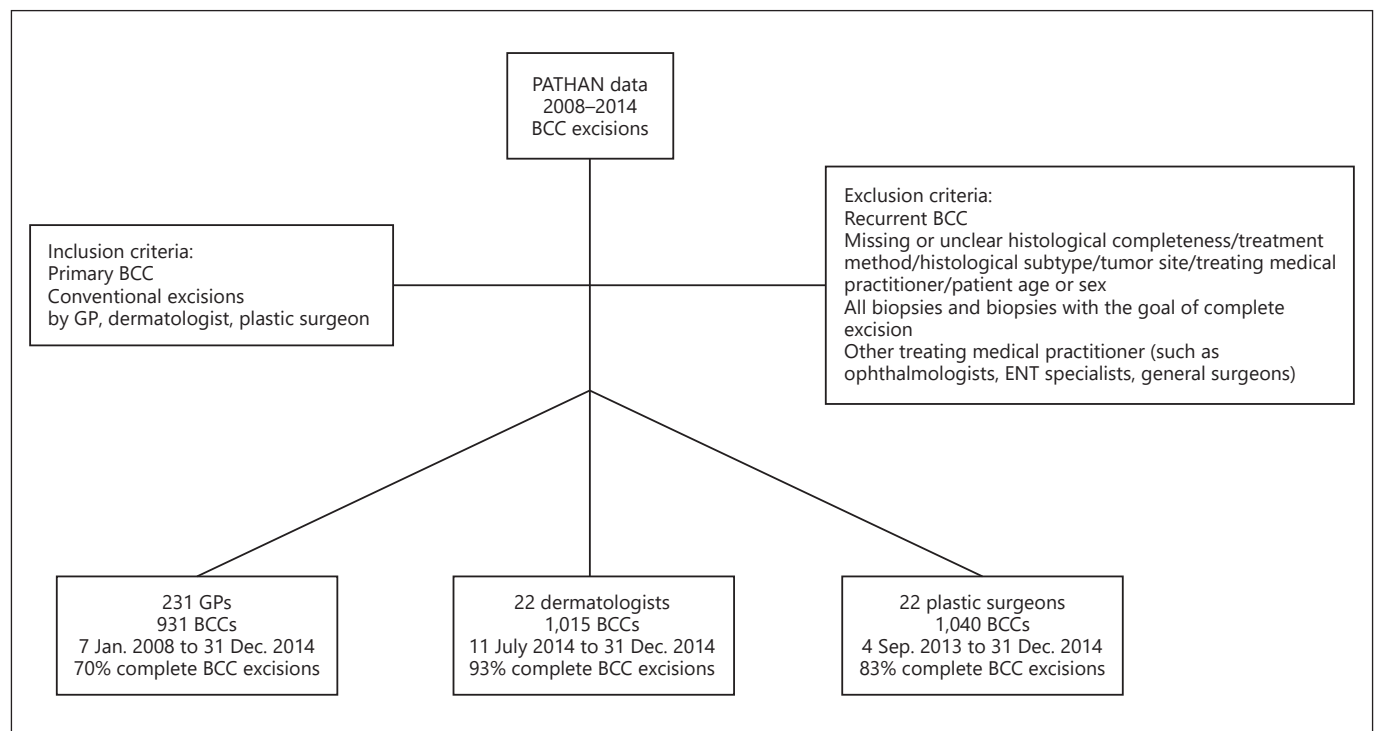 PATHAN data
2008–2014
BCC excisions
Inclusion criteria:
Primary BCC
Conventional excisions
by GP, dermatologist, plastic surgeon
Exclusion criteria:
Recurrent BCC
Missing or unclear histological completeness/treatment
method/histological subtype/tumor site/treating medical
practitioner/patient age or sex
All biopsies and biopsies with the goal of complete
excision
Other treating medical practitioner (such as
ophthalmologists, ENT specialists, general surgeons)
231 GPs
931 BCCs
7 Jan. 2008 to 31 Dec. 2014
70% complete BCC excisions
22 dermatologists
1,015 BCCs
11 July 2014 to 31 Dec. 2014
93% complete BCC excisions
22 plastic surgeons
1,040 BCCs
4 Sep. 2013 to 31 Dec. 2014
83% complete BCC excisions